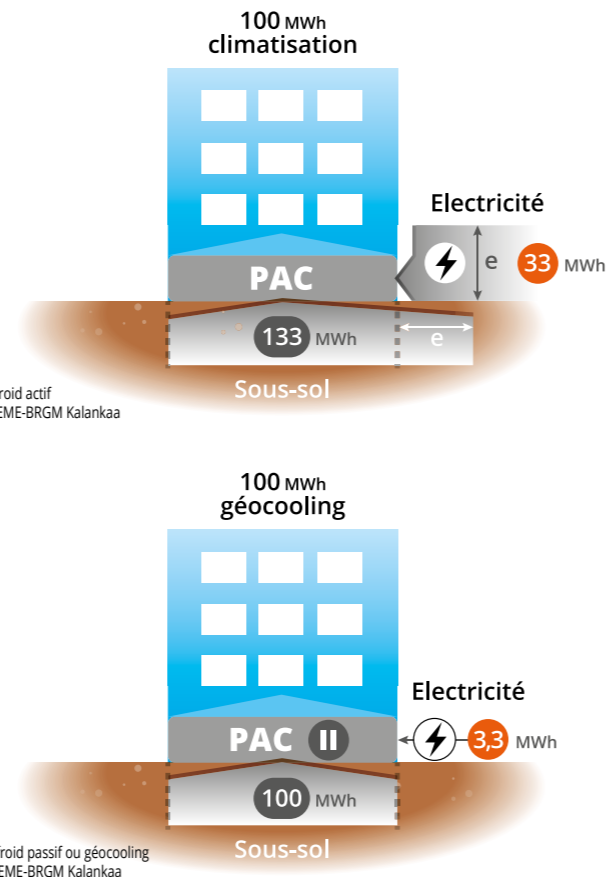 100 MWh
climatisation
Electricité
e
33 MWh
PAC
133 MWh
e
Sous-sol
roid actif
EME-BRGM Kalankaa
100 MWh
géocooling
Electricité
PAC
3,3 MWh
100 MWh
Sous-sol
roid passif ou géocooling
EME-BRGM Kalankaa